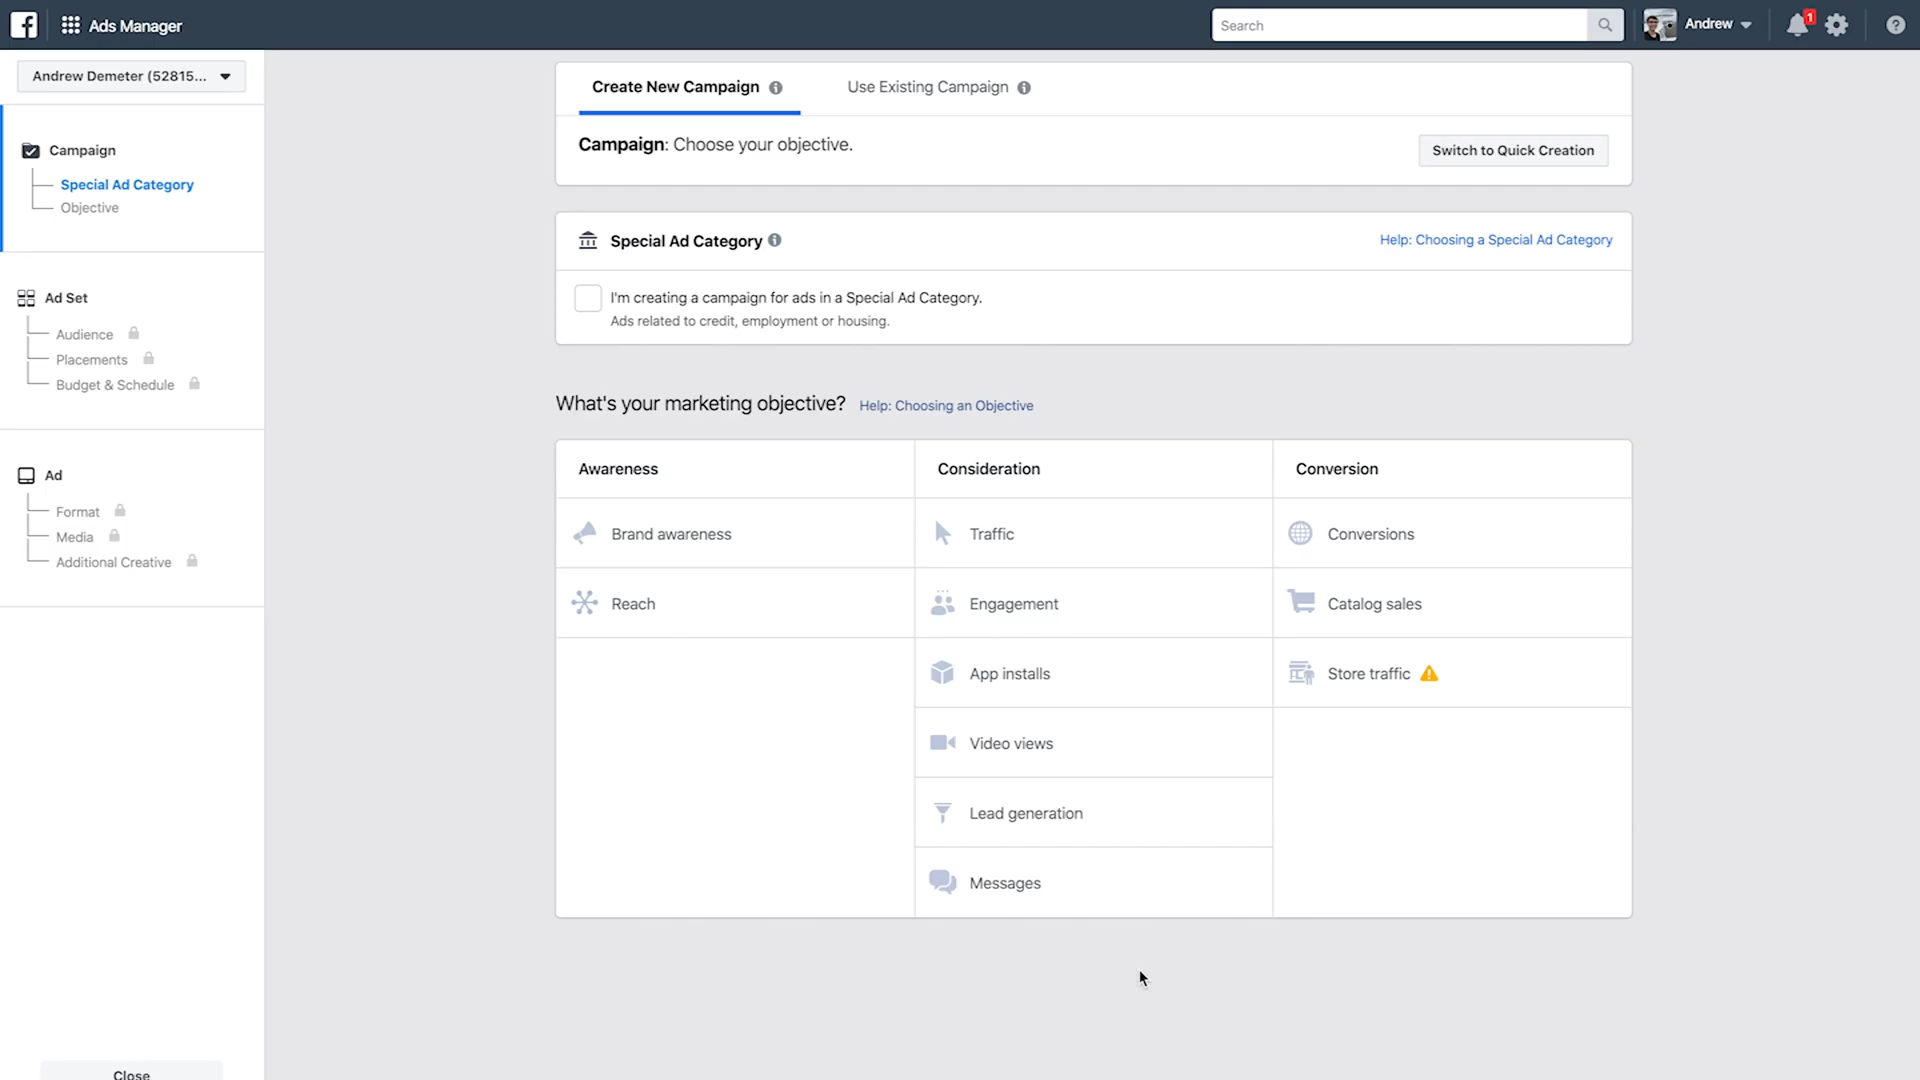 Ads Manager
Search
Andrew
1
Andrew Demeter (52815...
Campaign
Special Ad Category
Objective
Ad Set
Audience
Placements
Budget & Schedule
Ad
Format
Media
Additional Creative
Close
Create New Campaign
Use Existing Campaign
Campaign: Choose your objective.
Switch to Quick Creation
Special Ad Category
Help: Choosing a Special Ad Category
I'm creating a campaign for ads in a Special Ad Category.
Ads related to credit, employment or housing.
What's your marketing objective? Help: Choosing an Objective
Awareness
Consideration
Conversion
Brand awareness
Traffic
Conversions
Reach
Engagement
Catalog sales
App installs
Store traffic
Video views
Lead generation
Messages